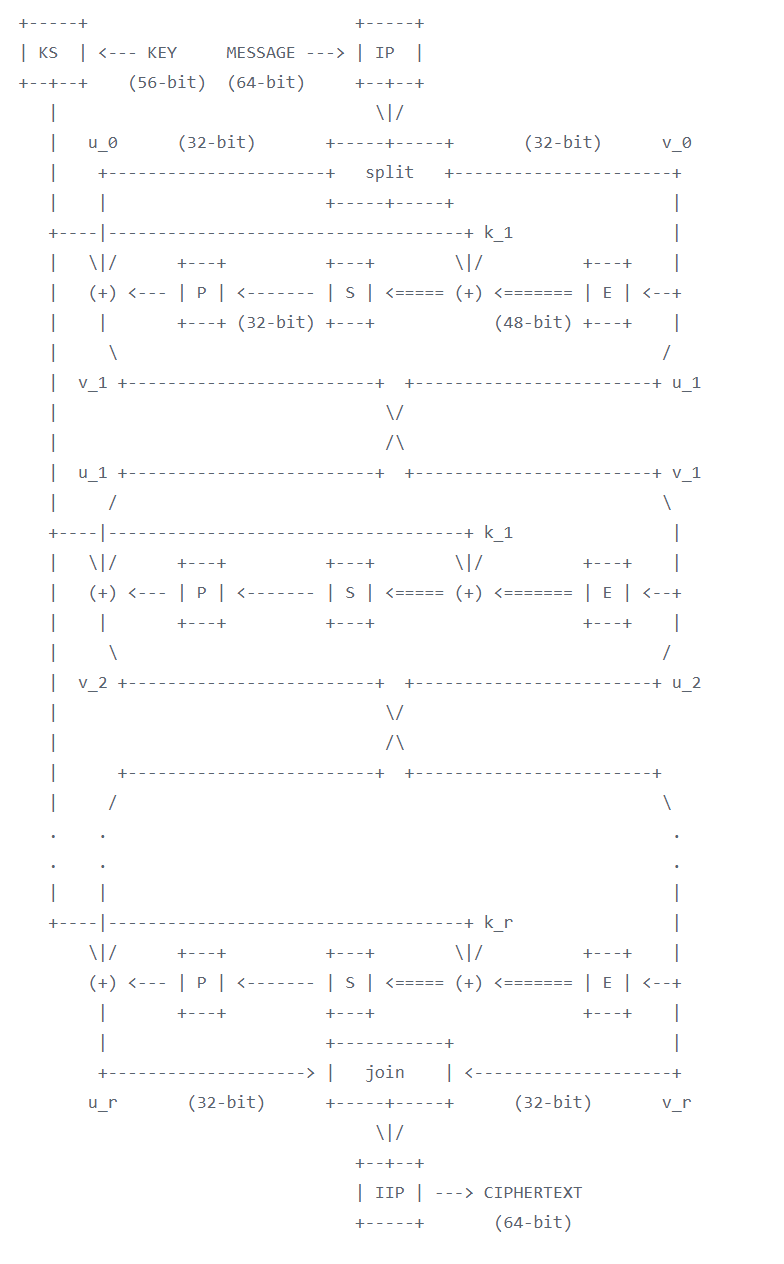 +-----+                           +-----+
| KS  | <--- KEY     MESSAGE ---> | IP  |
+--+--+    (56-bit)  (64-bit)     +--+--+
   |                                \|/
   |   u_0      (32-bit)       +-----+-----+       (32-bit)      v_0
   |    +----------------------+   split   +----------------------+
   |    |                      +-----+-----+                      |
   +----|------------------------------------+ k_1                |
   |   \|/      +---+          +---+        \|/          +---+    |
   |   (+) <--- | P | <------- | S | <===== (+) <======= | E | <--+
   |    |       +---+ (32-bit) +---+            (48-bit) +---+    |
   |     \                                                       /
   |  v_1 +--------------------------+  +------------------------+ u_1
   |                                 \/
   |                                 /\
   |  u_1 +--------------------------+  +------------------------+ v_1
   |     /                                                       \
   +----|------------------------------------+ k_1                |
   |   \|/      +---+          +---+        \|/          +---+    |
   |   (+) <--- | P | <------- | S | <===== (+) <======= | E | <--+
   |    |       +---+          +---+                     +---+    |
   |     \                                                       /
   |  v_2 +--------------------------+  +------------------------+ u_2
   |                                 \/
   |                                 /\
   |      +--------------------------+  +------------------------+
   |     /                                                       \
   .    .                                                         .
   .    .                                                         .
   |    |                                                         |
   +----|------------------------------------+ k_r                |
       \|/      +---+          +---+        \|/          +---+    |
       (+) <--- | P | <------- | S | <===== (+) <======= | E | <--+
        |       +---+          +---+                     +---+    |
        |                      +-----------+                      |
        +--------------------> |   join    | <--------------------+
       u_r       (32-bit)      +-----+-----+      (32-bit)       v_r
                                    \|/
                                  +--+--+
                                  | IIP | ---> CIPHERTEXT
                                  +-----+       (64-bit)